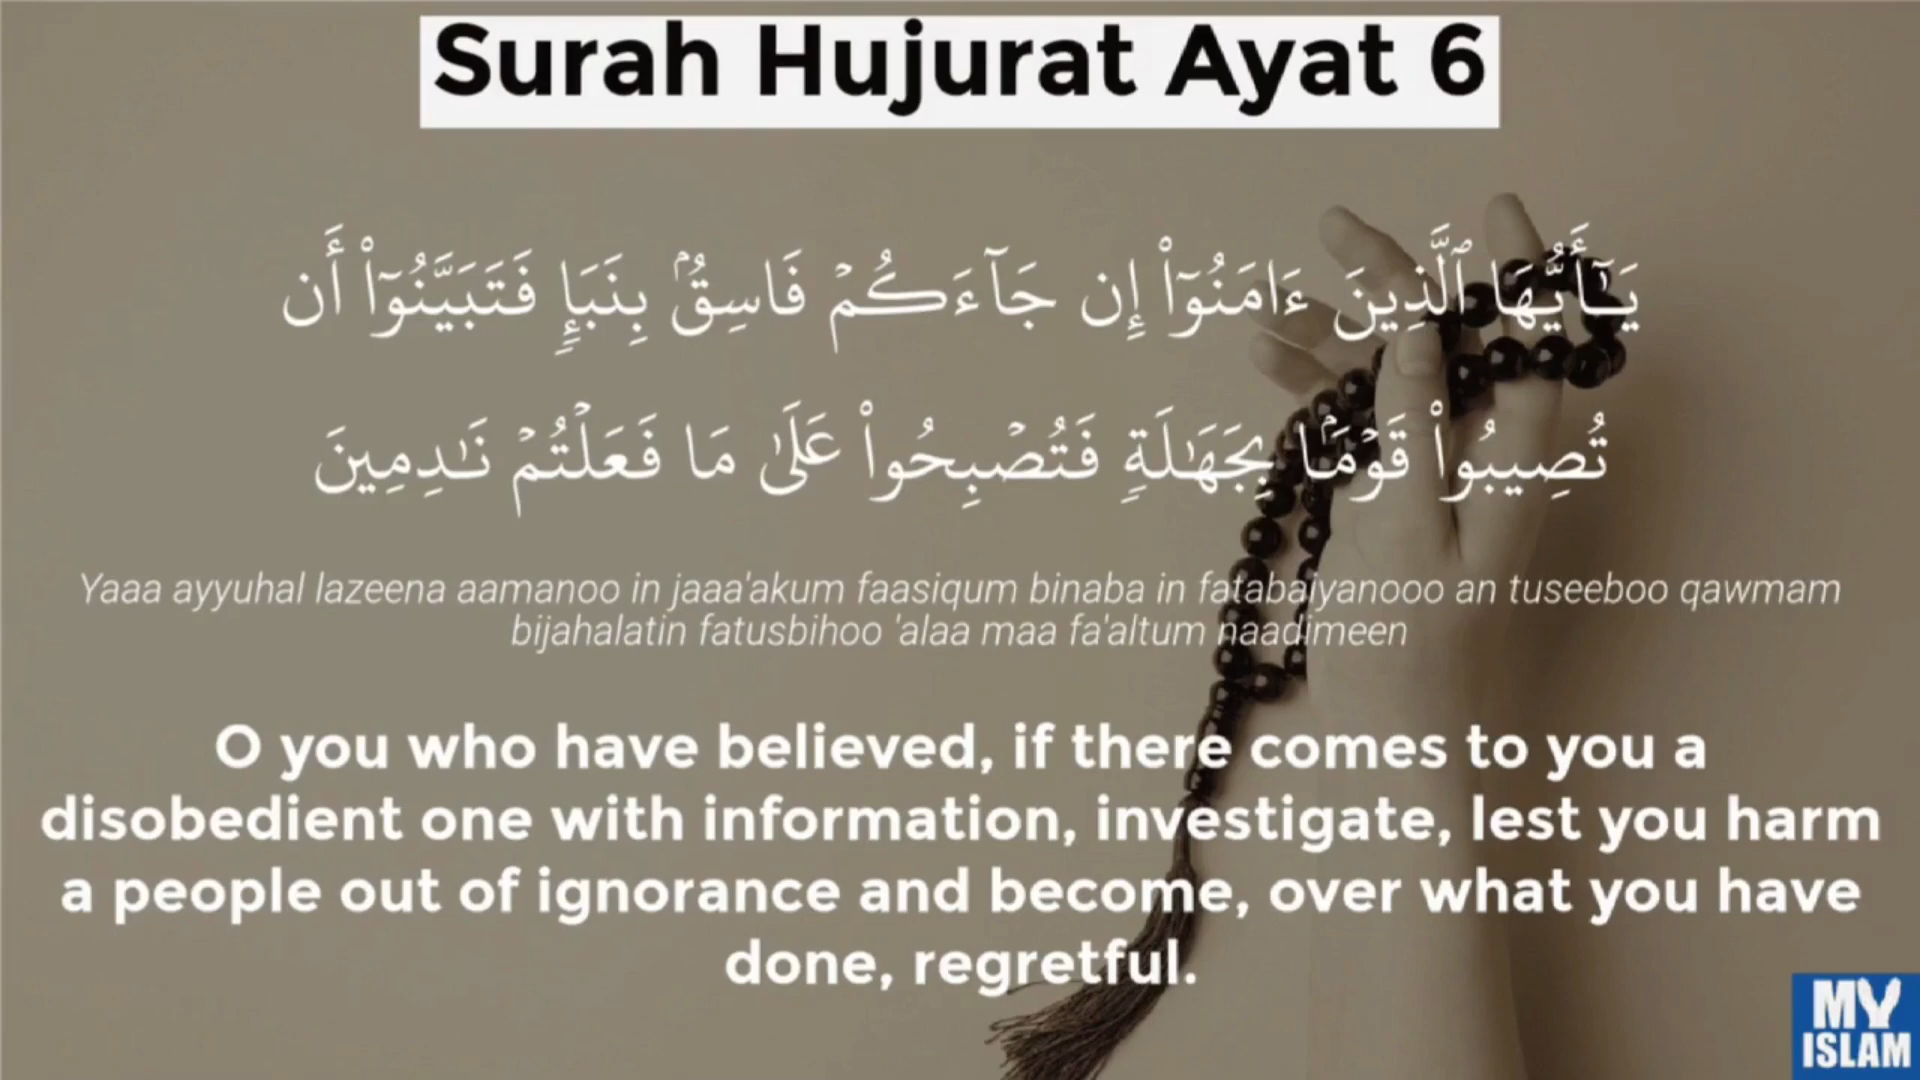 Surah Hujurat Ayat 6
يَـٰٓأَيُّهَا ٱلَّذِينَ ءَامَنُوٓا۟ إِن جَآءَكُمْ فَاسِقٌۢ بِنَبَإٍ فَتَبَيَّنُوٓا۟ أَن
تُصِيبُوا۟ قَوْمًۢا بِجَهَـٰلَةٍ فَتُصْبِحُوا۟ عَلَىٰ مَا فَعَلْتُمْ نَـٰدِمِينَ
Yaaa ayyuhal lazeena aamanoo in jaaa'akum faasiqum binaba in fatabaiyanooo an tuseeboo qawmam
bijahalatin fatusbihoo 'alaa maa fa'altum naadimeen
O you who have believed, if there comes to you a
disobedient one with information, investigate, lest you harm
a people out of ignorance and become, over what you have
done, regretful.
MY
ISLAM